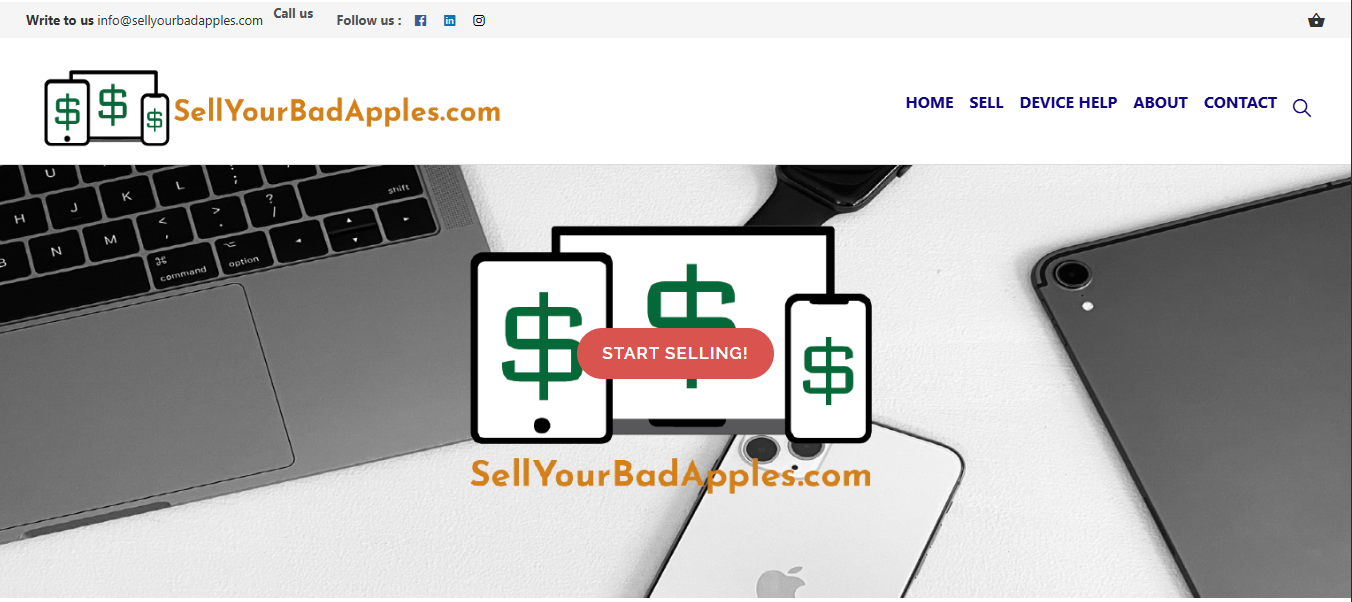 Write to us info@sellyourbadapples.com Call us Follow us :
$ $ $ SellYourBadApples.com
HOME SELL DEVICE HELP ABOUT CONTACT
U
H J K L : ; shift
B N M < , > . ? /
⌘ command ⌥ option
$ $ $
START SELLING!
SellYourBadApples.com